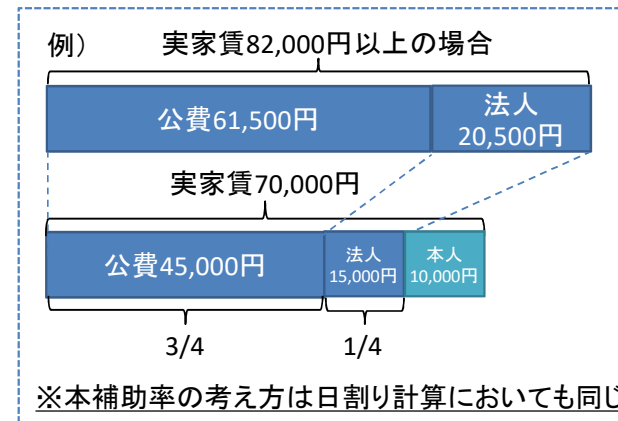 例） 実家賃82,000円以上の場合
公費61,500円
法人
20,500円
実家賃70,000円
公費45,000円
法人
15,000円
本人
10,000円
3/4
1/4
※本補助率の考え方は日割り計算においても同じ